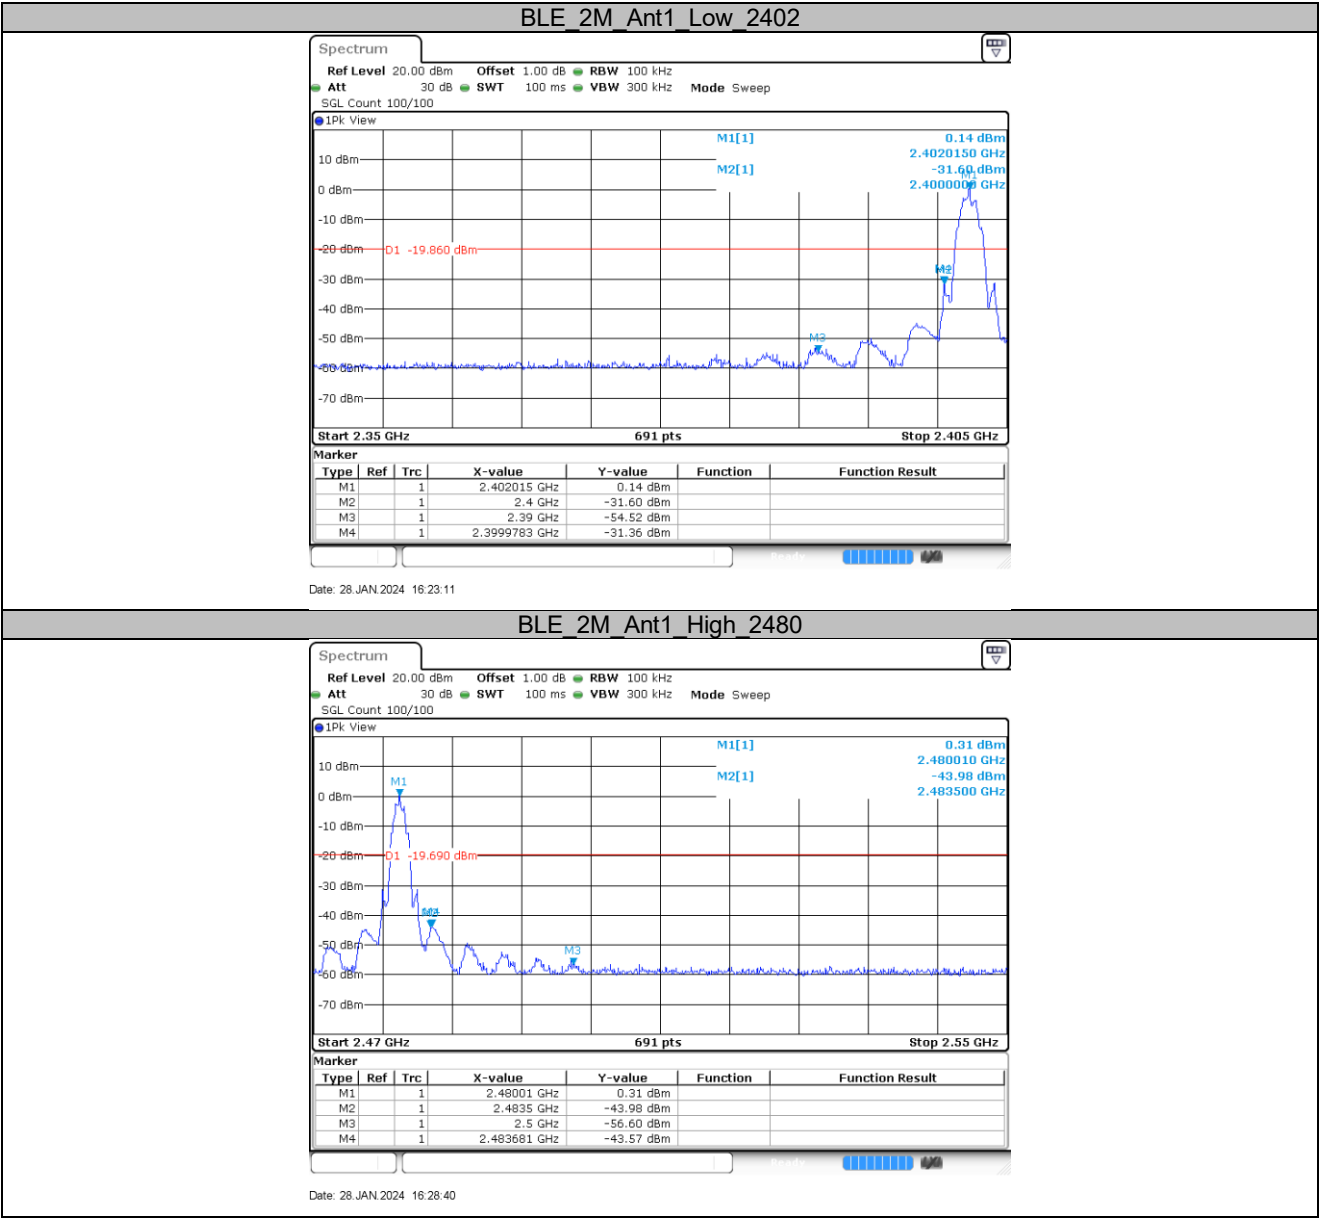 BLE_2M_Ant1_Low_2402
Spectrum
Ref Level 20.00 dBm Offset 1.00 dB RBW 100 kHz
Att 30 dB SWT 100 ms VBW 300 kHz Mode Sweep
SGL Count 100/100
1Pk View
M1[1] 0.14 dBm
2.4020150 GHz
M2[1] -31.60 dBm
2.4000000 GHz
M1
10 dBm
0 dBm
-10 dBm
-20 dBm
D1 -19.860 dBm
-30 dBm
-40 dBm
-50 dBm
M3
-60 dBm
-70 dBm
Start 2.35 GHz 691 pts Stop 2.405 GHz
Marker
Type Ref Trc X-value Y-value Function Function Result
M1 1 2.402015 GHz 0.14 dBm
M2 1 2.4 GHz -31.60 dBm
M3 1 2.39 GHz -54.52 dBm
M4 1 2.3999783 GHz -31.36 dBm
Ready
Date: 28.JAN.2024 16:23:11
BLE_2M_Ant1_High_2480
Spectrum
Ref Level 20.00 dBm Offset 1.00 dB RBW 100 kHz
Att 30 dB SWT 100 ms VBW 300 kHz Mode Sweep
SGL Count 100/100
1Pk View
M1[1] 0.31 dBm
2.480010 GHz
M2[1] -43.98 dBm
2.483500 GHz
10 dBm
M1
0 dBm
-10 dBm
-20 dBm
D1 -19.690 dBm
-30 dBm
-40 dBm
-50 dBm
M3
-60 dBm
-70 dBm
Start 2.47 GHz 691 pts Stop 2.55 GHz
Marker
Type Ref Trc X-value Y-value Function Function Result
M1 1 2.48001 GHz 0.31 dBm
M2 1 2.4835 GHz -43.98 dBm
M3 1 2.5 GHz -56.60 dBm
M4 1 2.483681 GHz -43.57 dBm
Ready
Date: 28.JAN.2024 16:28:40